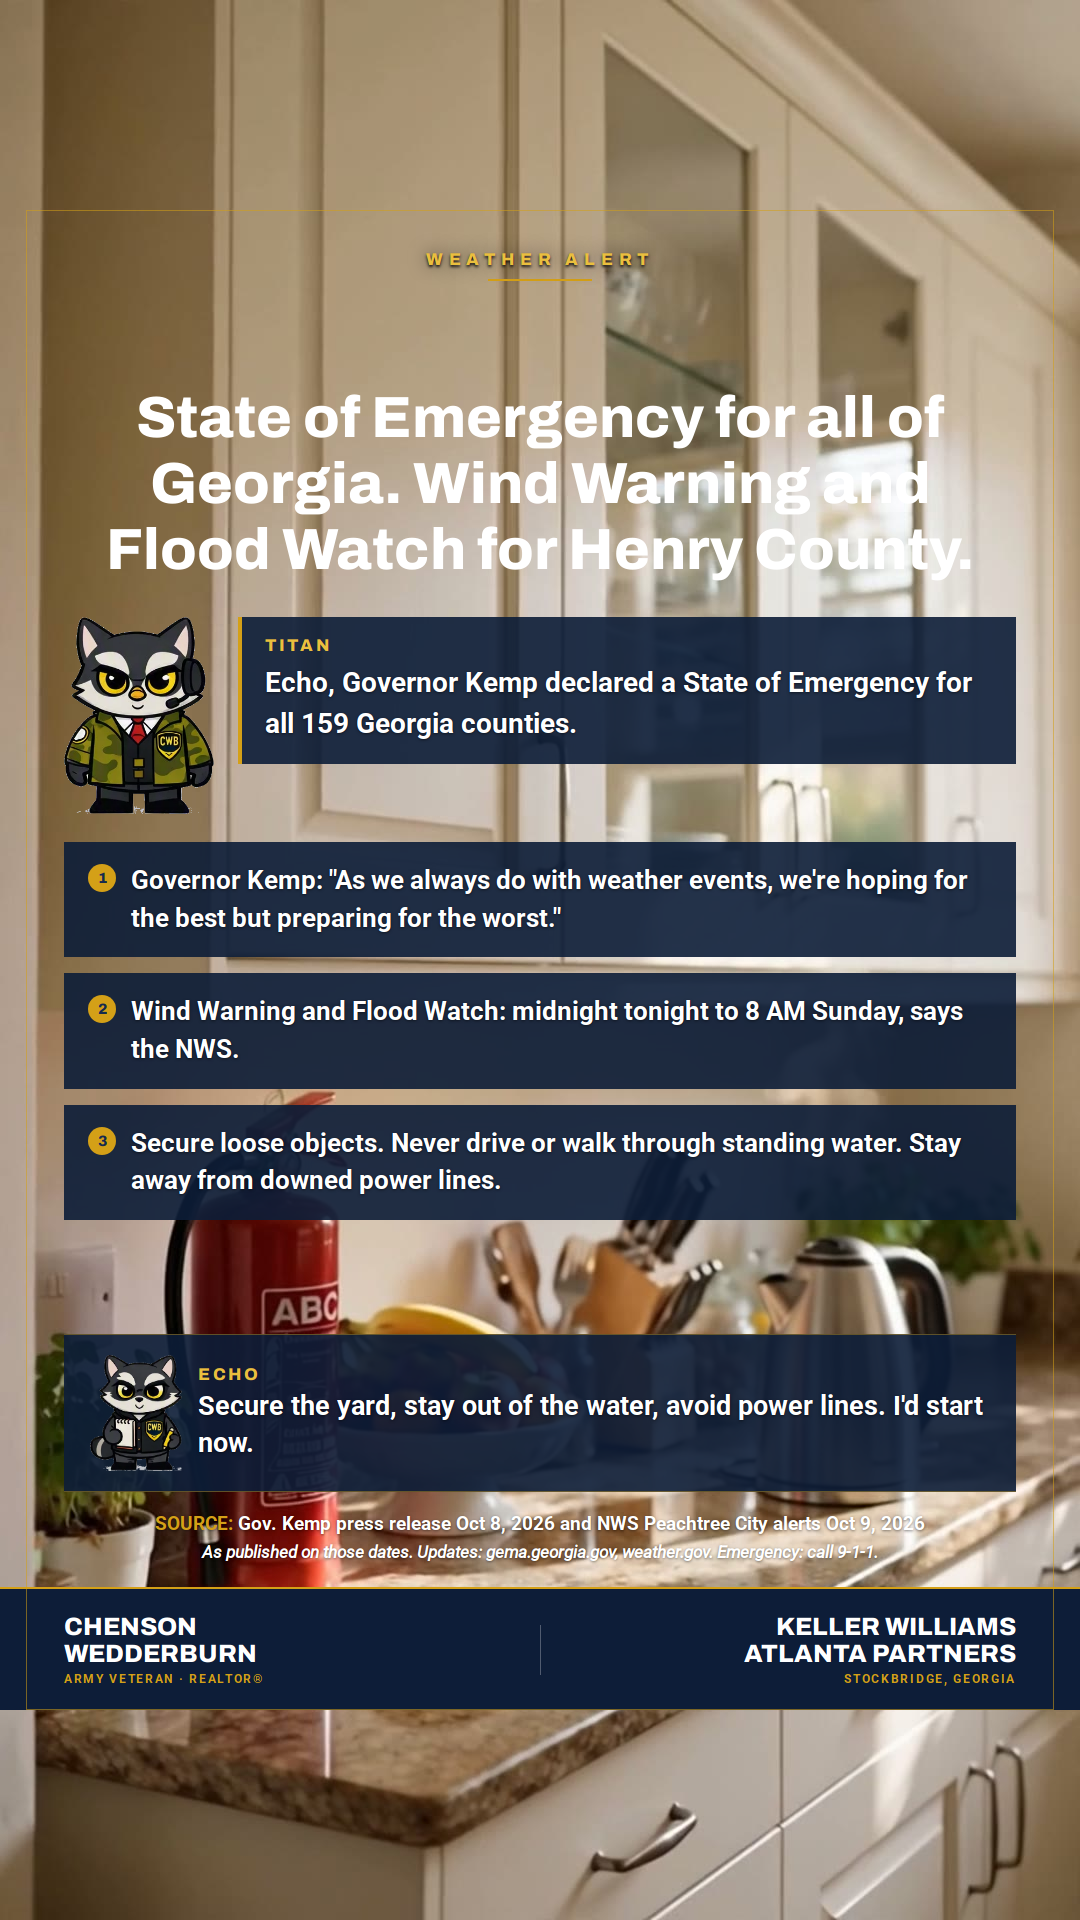 WEATHER ALERT
State of Emergency for all of
Georgia. Wind Warning and
Flood Watch for Henry County.
TITAN
Echo, Governor Kemp declared a State of Emergency for
all 159 Georgia counties.
CWB
1 Governor Kemp: "As we always do with weather events, we're hoping for
the best but preparing for the worst."
2 Wind Warning and Flood Watch: midnight tonight to 8 AM Sunday, says
the NWS.
3 Secure loose objects. Never drive or walk through standing water. Stay
away from downed power lines.
ABC
ECHO
Secure the yard, stay out of the water, avoid power lines. I'd start
now.
CWB
SOURCE: Gov. Kemp press release Oct 8, 2026 and NWS Peachtree City alerts Oct 9, 2026
As published on those dates. Updates: gema.georgia.gov, weather.gov. Emergency: call 9-1-1.
CHENSON
WEDDERBURN
ARMY VETERAN · REALTOR®
KELLER WILLIAMS
ATLANTA PARTNERS
STOCKBRIDGE, GEORGIA